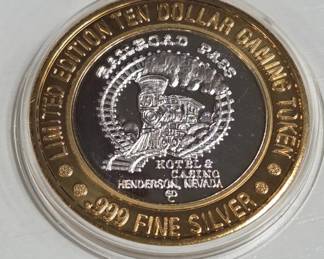 LIMITED EDITION TEN DOLLAR GAMING TOKEN
.999 FINE SILVER
RAILROAD PASS
HOTEL &
CASINO
HENDERSON, NEVADA